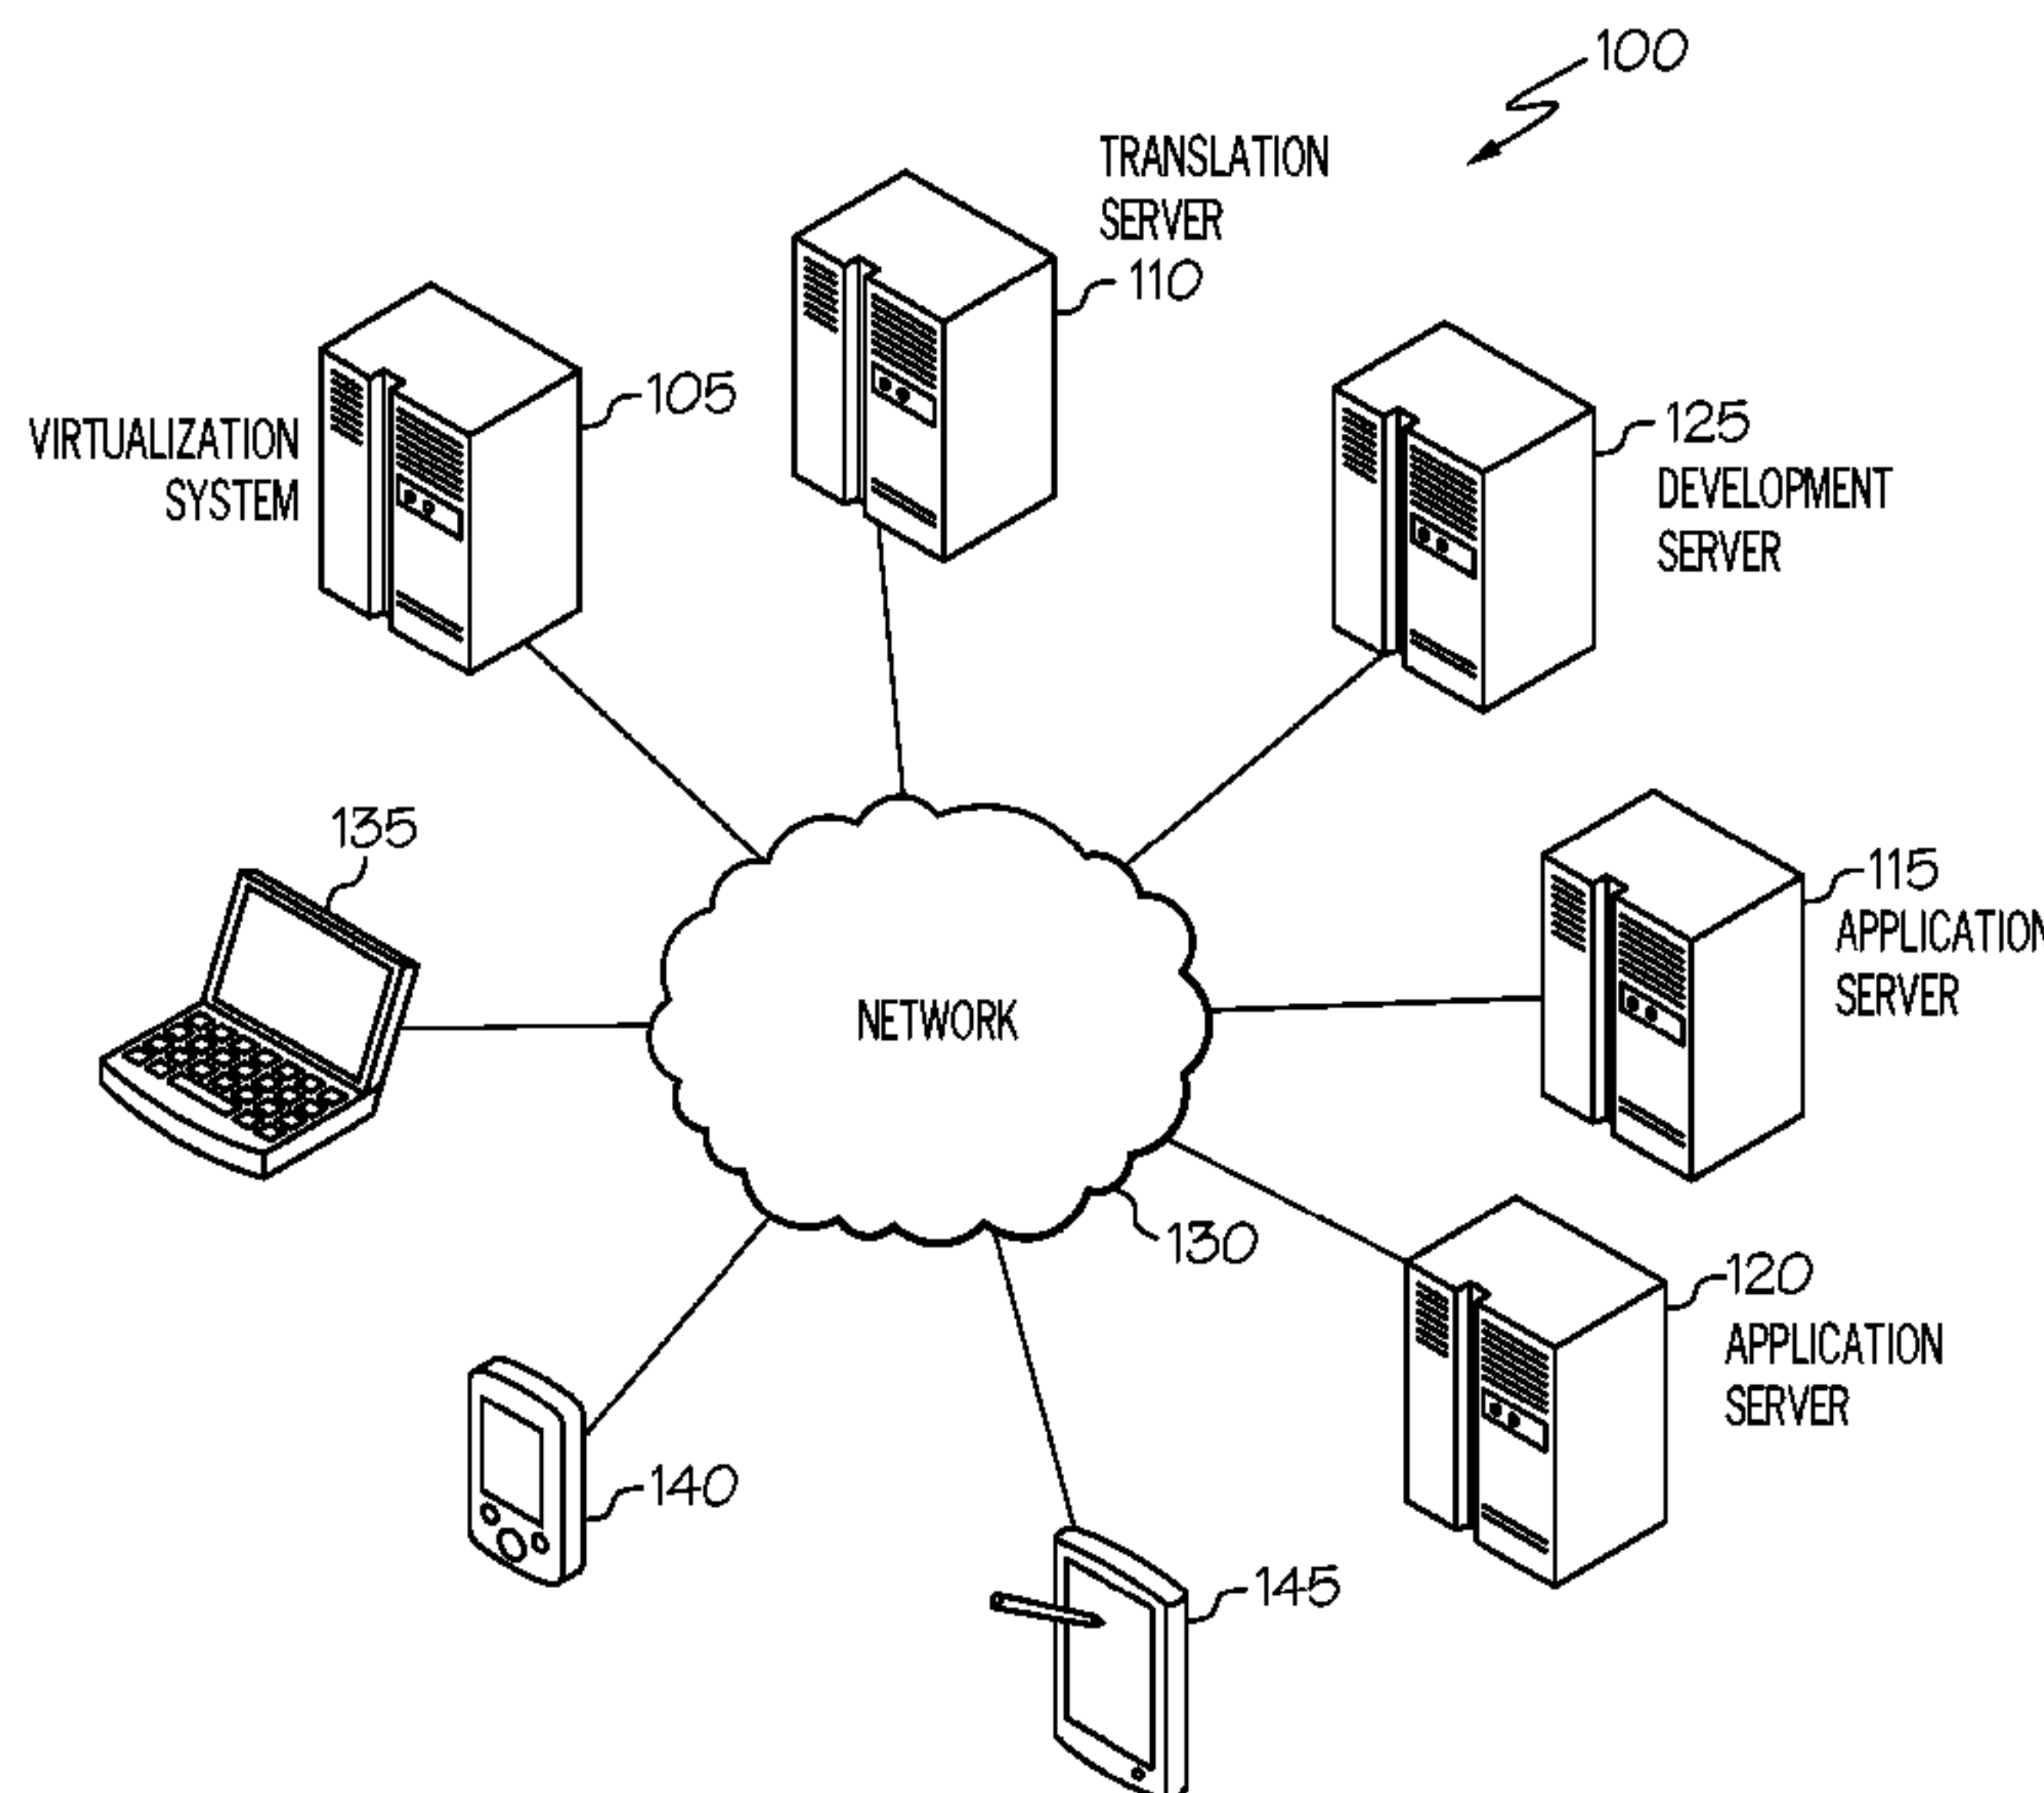 100
TRANSLATION
SERVER
110
105
VIRTUALIZATION
SYSTEM
125
DEVELOPMENT
SERVER
135
115
APPLICATION
SERVER
NETWORK
130
120
APPLICATION
SERVER
140
145